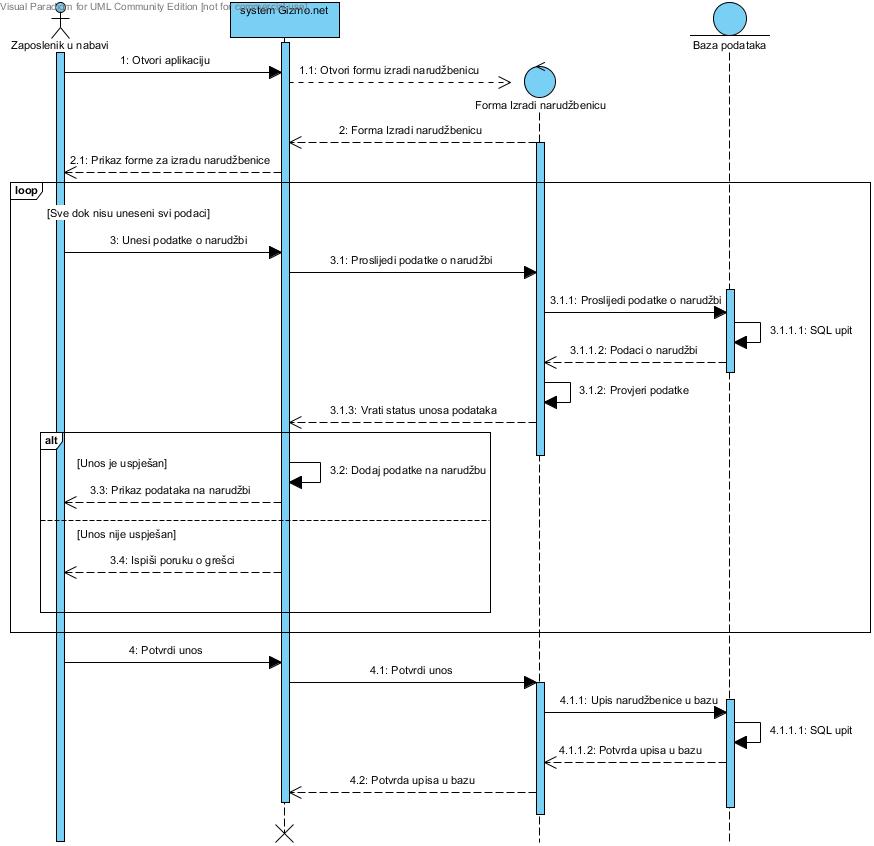 Visual Paradigm for UML Community Edition [not for commercial use]
system Gizmo.net
Zaposlenik u nabavi
Baza podataka
1: Otvori aplikaciju
1.1: Otvori formu izradi narudžbenicu
Forma Izradi narudžbenicu
2: Forma Izradi narudžbenicu
2.1: Prikaz forme za izradu narudžbenice
loop
[Sve dok nisu uneseni svi podaci]
3: Unesi podatke o narudžbi
3.1: Proslijedi podatke o narudžbi
3.1.1: Proslijedi podatke o narudžbi
3.1.1.1: SQL upit
3.1.1.2: Podaci o narudžbi
3.1.2: Provjeri podatke
3.1.3: Vrati status unosa podataka
alt
[Unos je uspješan]
3.2: Dodaj podatke na narudžbu
3.3: Prikaz podataka na narudžbi
[Unos nije uspješan]
3.4: Ispiši poruku o grešci
4: Potvrdi unos
4.1: Potvrdi unos
4.1.1: Upis narudžbenice u bazu
4.1.1.1: SQL upit
4.1.1.2: Potvrda upisa u bazu
4.2: Potvrda upisa u bazu